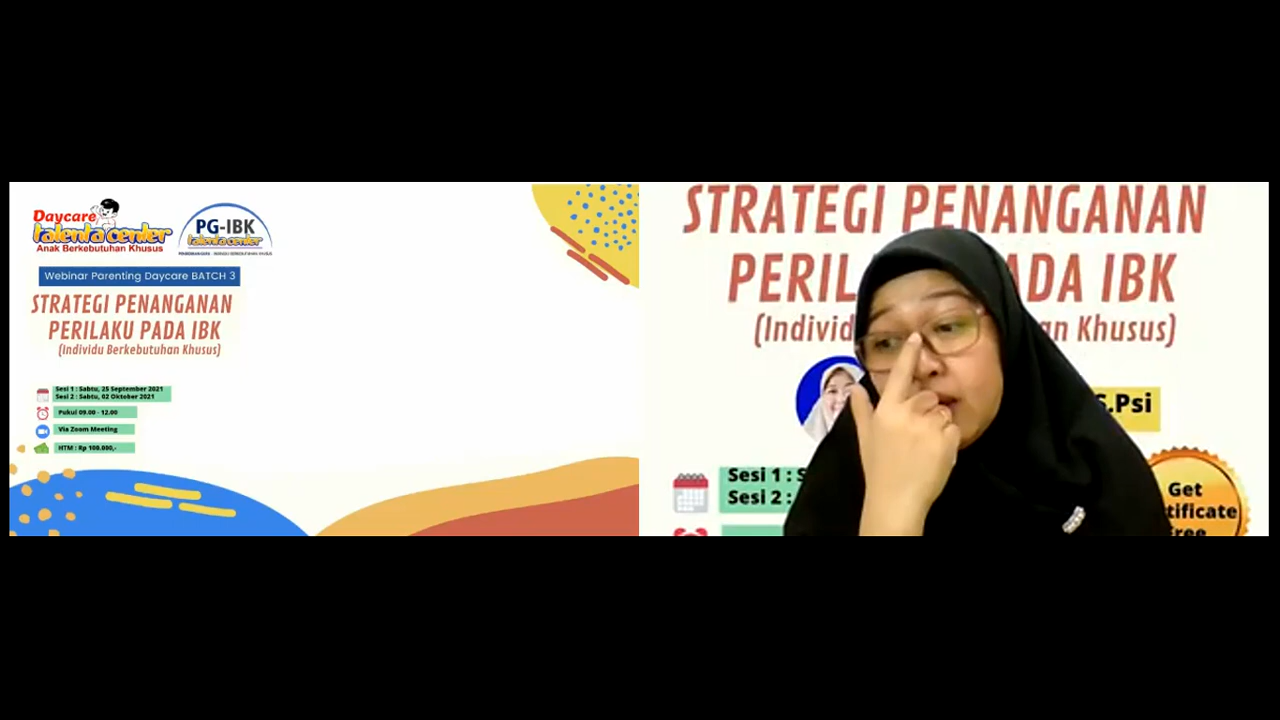 Daycare
talenta center
Anak Berkebutuhan Khusus
PG-IBK
talenta center
Webinar Parenting Daycare BATCH 3
STRATEGI PENANGANAN
PERILAKU PADA IBK
(Individu Berkebutuhan Khusus)
Sesi 1 : Sabtu, 25 September 2021
Sesi 2 : Sabtu, 02 Oktober 2021
Pukul 09.00 - 12.00
Via Zoom Meeting
HTM : Rp 100.000,-
STRATEGI PENANGANAN
PERIL ADA IBK
(Individ an Khusus)
S.Psi
Sesi 1 : S
Sesi 2 :
Get
tificate
Free